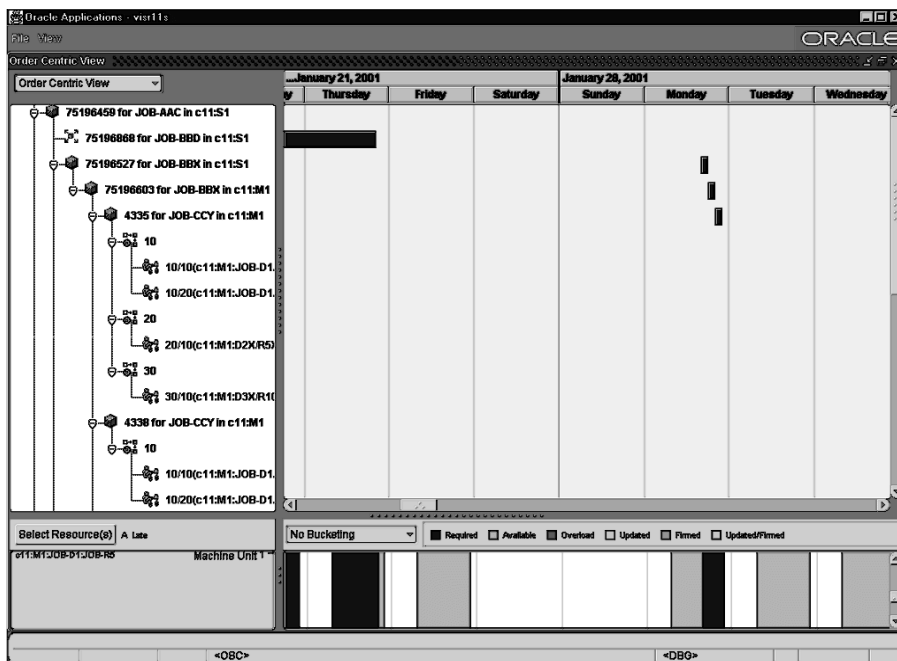 Oracle Applications - visr11s
File View
ORACLE
Order Centric View
Order Centric View
...January 21, 2001 January 28, 2001
y Thursday Friday Saturday Sunday Monday Tuesday Wednesday
75196459 for JOB-AAC in c11:S1
75196868 for JOB-BBD in c11:S1
75196527 for JOB-BBX in c11:S1
75196603 for JOB-BBX in c11:M1
4335 for JOB-CCY in c11:M1
10
10/10(c11:M1:JOB-D1.
10/20(c11:M1:JOB-D1.
20
20/10(c11:M1:D2X/R5)
30
30/10(c11:M1:D3X/R10
4338 for JOB-CCY in c11:M1
10
10/10(c11:M1:JOB-D1.
10/20(c11:M1:JOB-D1.
Select Resource(s) A Late
No Bucketing Required Available Overload Updated Firmed Updated/Firmed
c11:M1:JOB-D1:JOB-R5 Machine Unit 1
<OSC> <DBG>